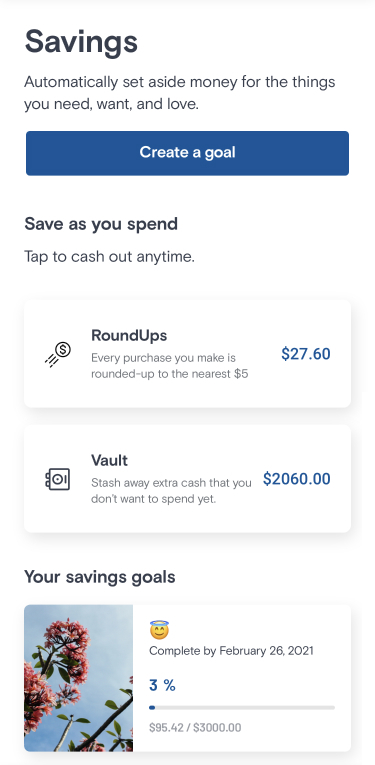 Savings
Automatically set aside money for the things
you need, want, and love.
Create a goal
Save as you spend
Tap to cash out anytime.
RoundUps
Every purchase you make is
rounded-up to the nearest $5
$27.60
Vault
Stash away extra cash that you
don't want to spend yet.
$2060.00
Your savings goals
Complete by February 26, 2021
3 %
$95.42 / $3000.00